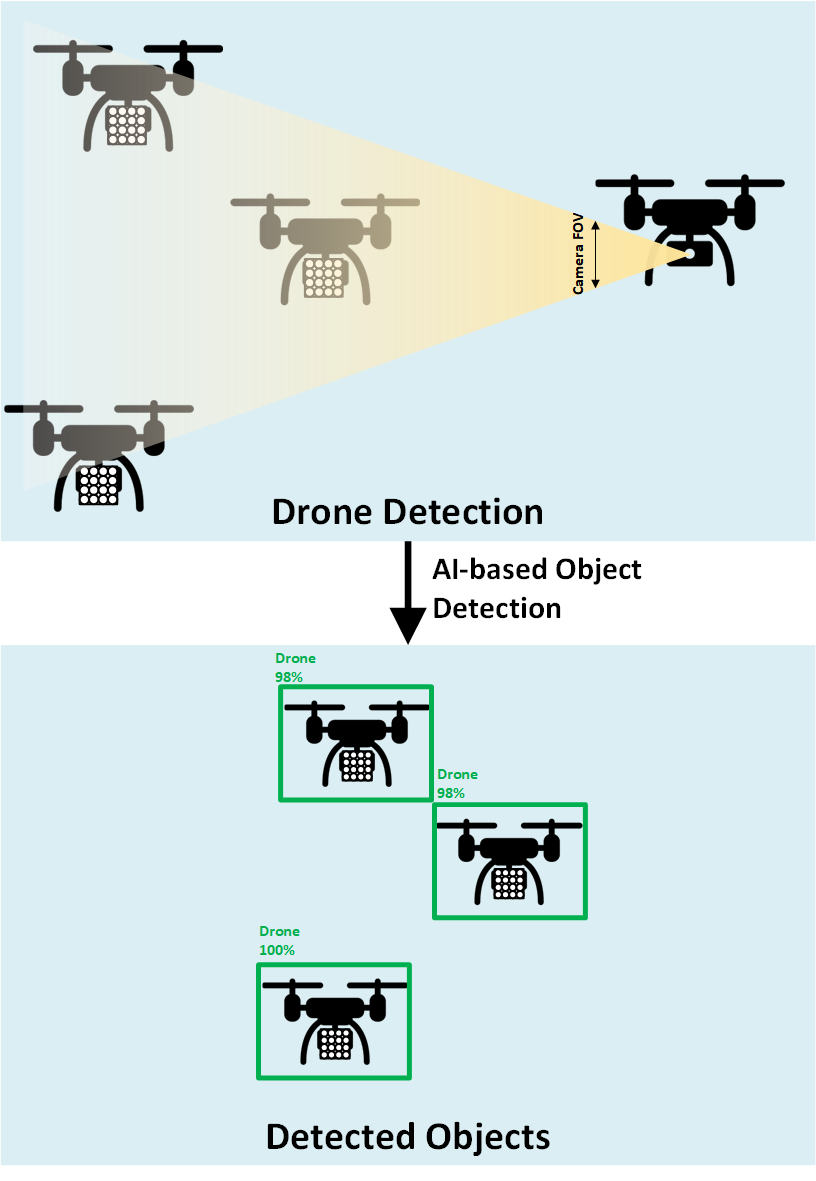 Camera FOV
Drone Detection
AI-based Object
Detection
Drone
98%
Drone
98%
Drone
100%
Detected Objects